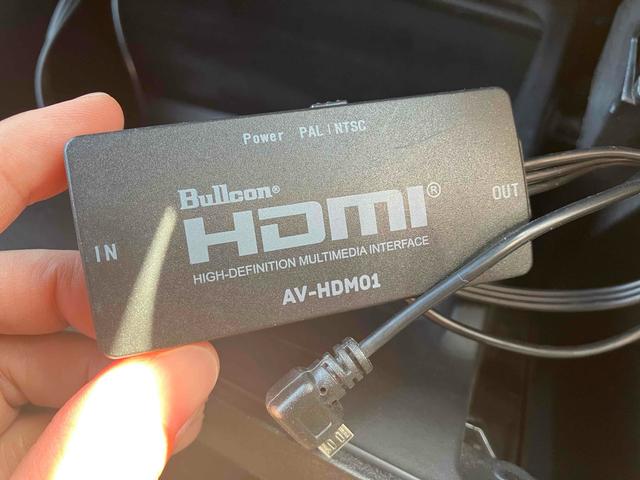 Power PAL|NTSC
Bullcon®
HDMI®
IN
OUT
HIGH-DEFINITION MULTIMEDIA INTERFACE
AV-HDM01